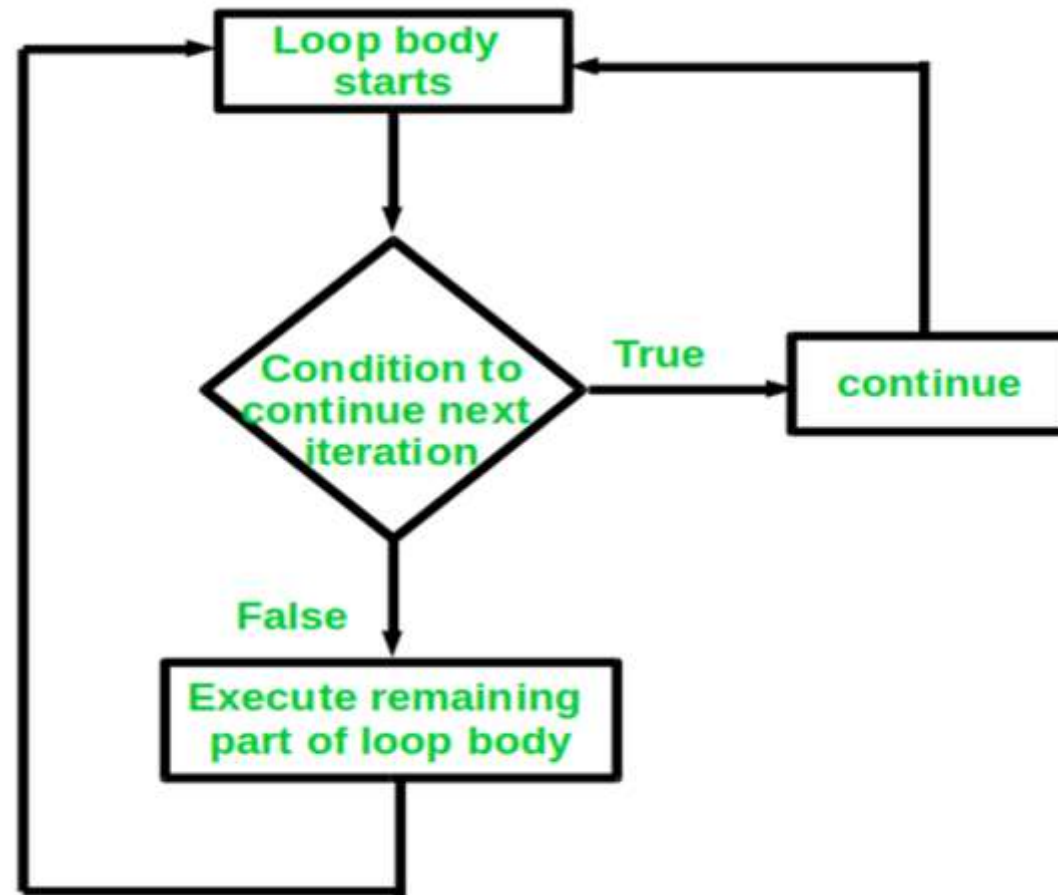 Loop body
starts
Condition to
continue next
iteration
True
continue
False
Execute remaining
part of loop body